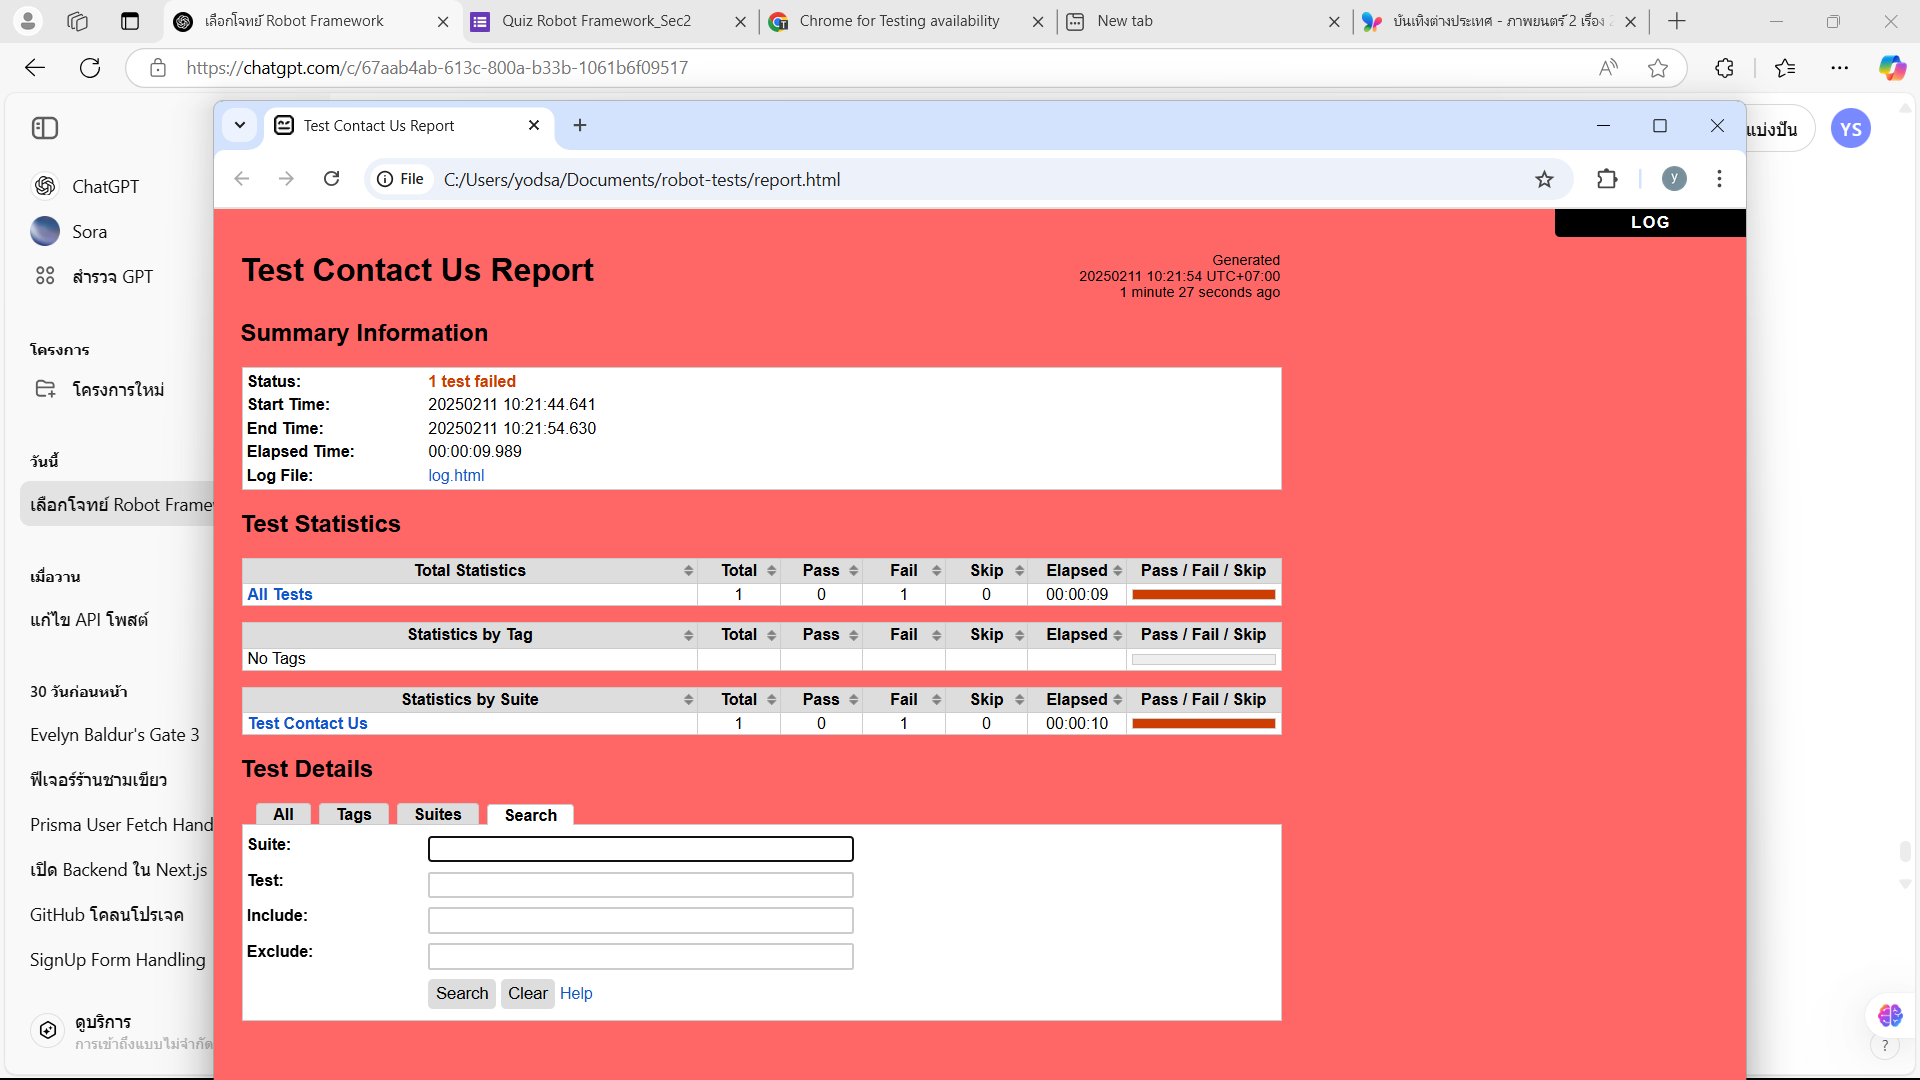 เลือกโจทย์ Robot Framework
Quiz Robot Framework_Sec2
Chrome for Testing availability
New tab
บันเทิงต่างประเทศ - ภาพยนตร์ 2 เรื่อง
https://chatgpt.com/c/67aab4ab-613c-800a-b33b-1061b6f09517
แบ่งปัน
YS
ChatGPT
Sora
สำรวจ GPT
โครงการ
โครงการใหม่
วันนี้
เลือกโจทย์ Robot Frame
เมื่อวาน
แก้ไข API โพสต์
30 วันก่อนหน้า
Evelyn Baldur's Gate 3
ฟีเจอร์ร้านชามเขียว
Prisma User Fetch Hand
เปิด Backend ใน Next.js
GitHub โคลนโปรเจค
SignUp Form Handling
ดูบริการ
การเข้าถึงแบบไม่จำกัด
Test Contact Us Report
File
C:/Users/yodsa/Documents/robot-tests/report.html
y
LOG
Test Contact Us Report
Generated
20250211 10:21:54 UTC+07:00
1 minute 27 seconds ago
Summary Information
Status: 1 test failed
Start Time: 20250211 10:21:44.641
End Time: 20250211 10:21:54.630
Elapsed Time: 00:00:09.989
Log File: log.html
Test Statistics
Total Statistics Total Pass Fail Skip Elapsed Pass / Fail / Skip
All Tests 1 0 1 0 00:00:09
Statistics by Tag Total Pass Fail Skip Elapsed Pass / Fail / Skip
No Tags
Statistics by Suite Total Pass Fail Skip Elapsed Pass / Fail / Skip
Test Contact Us 1 0 1 0 00:00:10
Test Details
All Tags Suites Search
Suite:
Test:
Include:
Exclude:
Search Clear Help
?